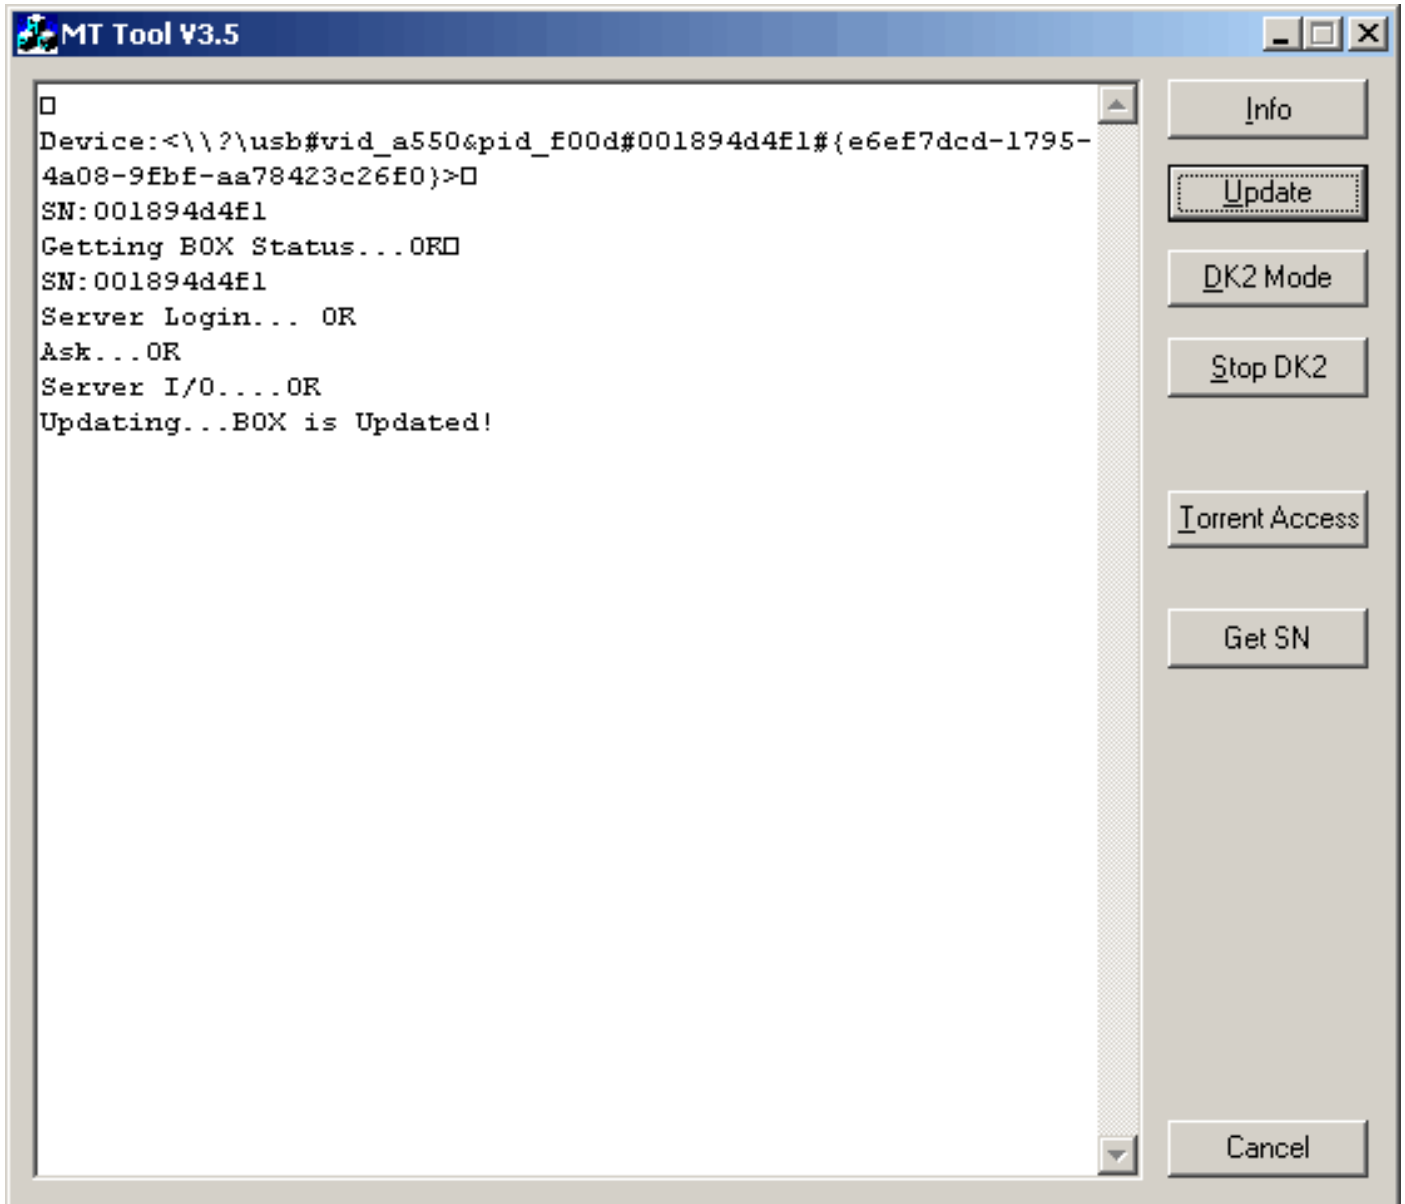 MT Tool V3.5
Device:<\\?\usb#vid_a550&pid_f00d#001894d4f1#{e6ef7dcd-1795-
4a08-9fbf-aa78423c26f0}>
SN:001894d4f1
Getting BOX Status...OK
SN:001894d4f1
Server Login... OK
Ask...OK
Server I/O....OK
Updating...BOX is Updated!
Info
Update
DK2 Mode
Stop DK2
Torrent Access
Get SN
Cancel